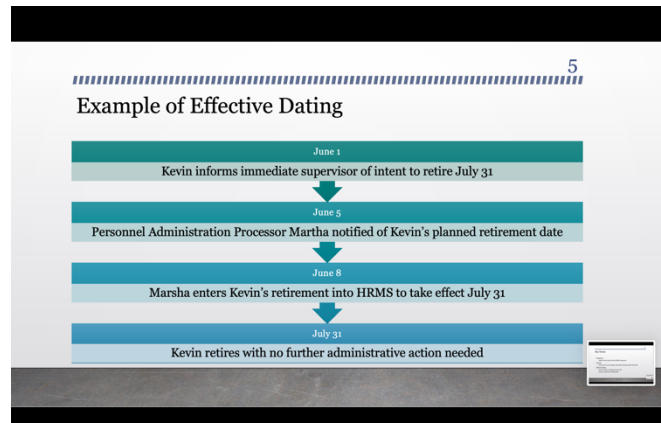 5
Example of Effective Dating
June 1
Kevin informs immediate supervisor of intent to retire July 31
June 5
Personnel Administration Processor Martha notified of Kevin's planned retirement date
June 8
Marsha enters Kevin's retirement into HRMS to take effect July 31
July 31
Kevin retires with no further administrative action needed